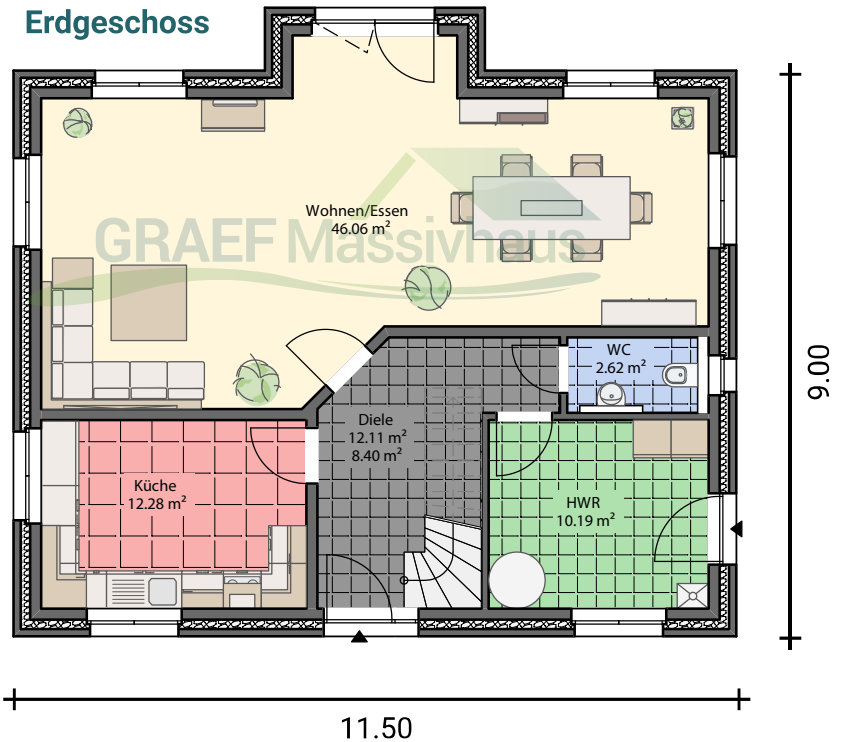 Erdgeschoss
Wohnen/Essen
46.06 m²
GRAEF Massivhaus
WC
2.62 m²
Diele
12.11 m²
8.40 m²
Küche
12.28 m²
HWR
10.19 m²
9.00
11.50